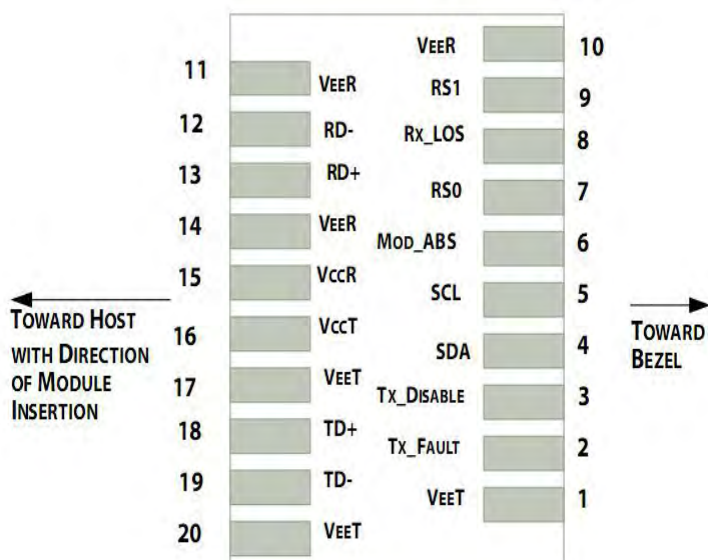 VEER 10
11 VEER
RS1 9
12 RD-
RX_LOS 8
13 RD+
RS0 7
14 VEER
MOD_ABS 6
15 VCCR
SCL 5
16 VCCT
SDA 4
17 VEET
TX_DISABLE 3
18 TD+
TX_FAULT 2
19 TD-
VEET 1
20 VEET
TOWARD HOST
WITH DIRECTION
OF MODULE
INSERTION
TOWARD
BEZEL